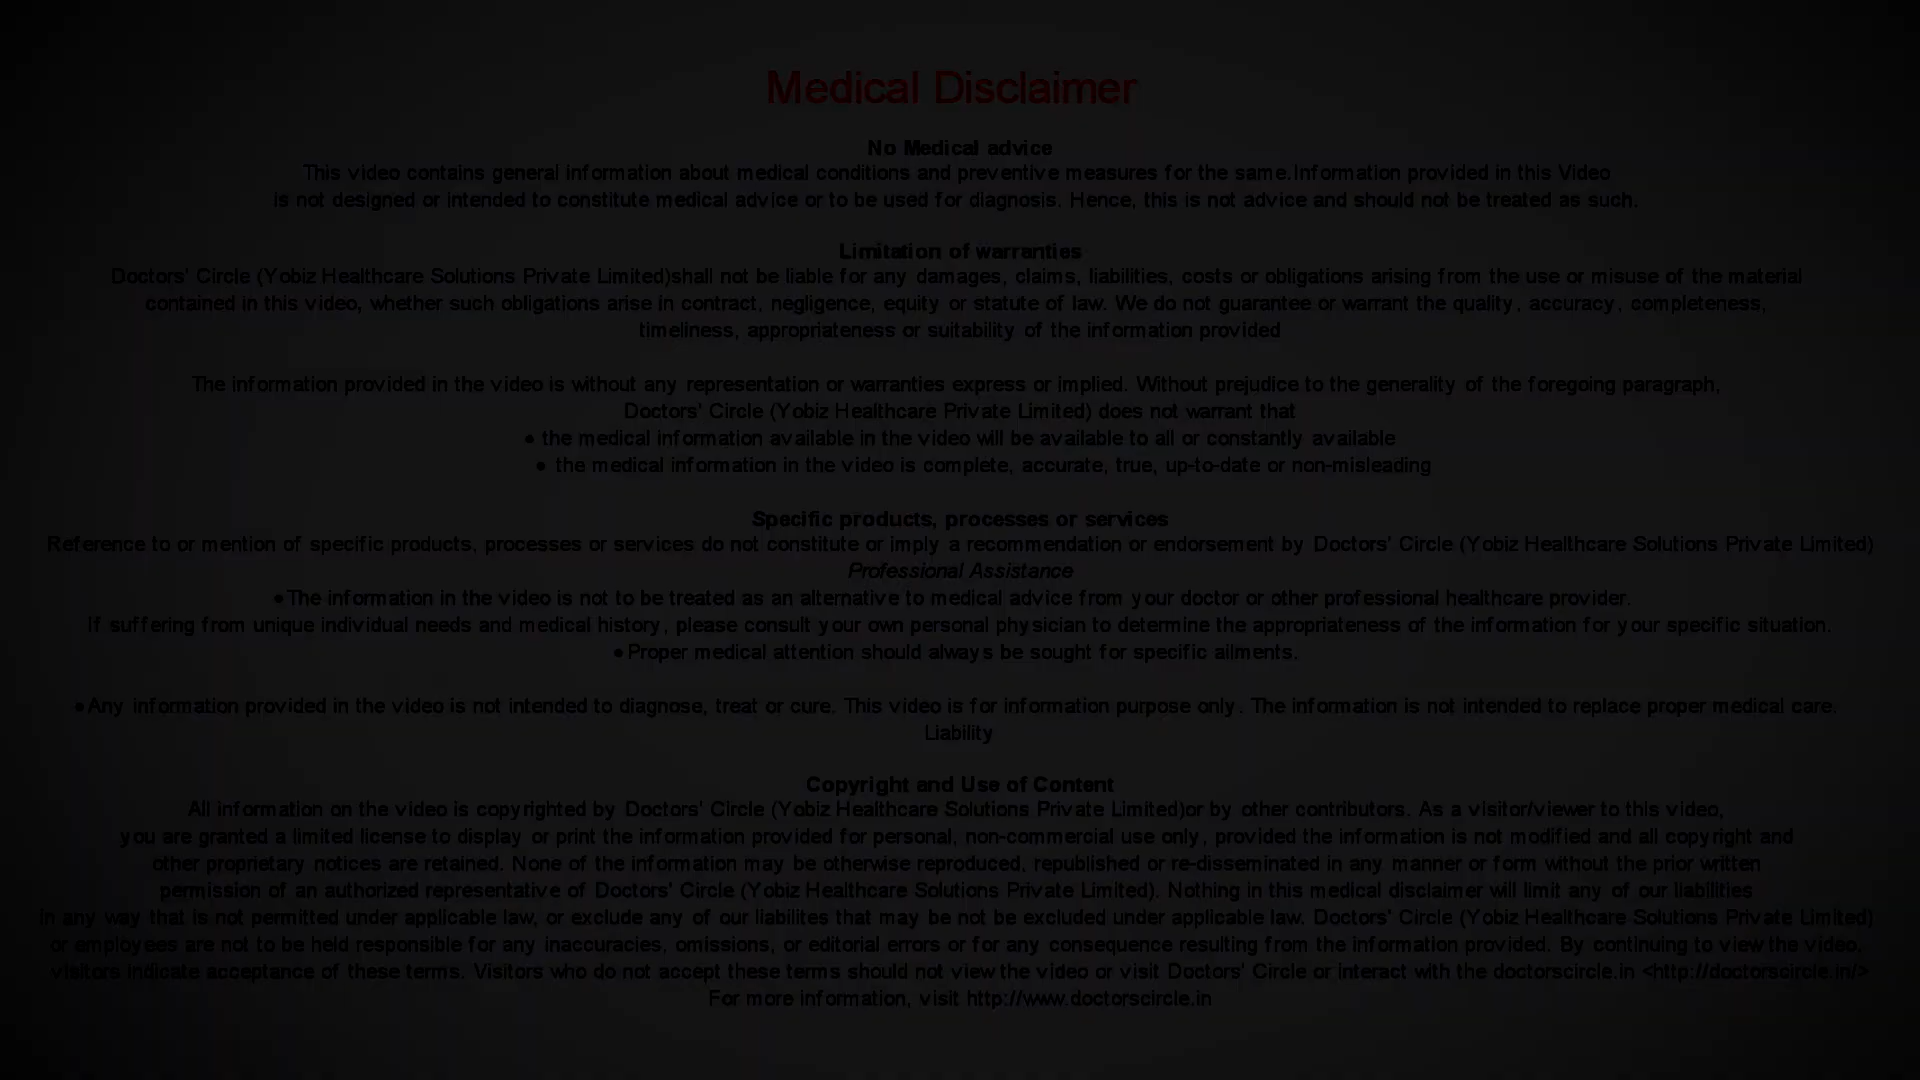 Medical Disclaimer
No Medical advice
This video contains general information about medical conditions and preventive measures for the same.Information provided in this Video
is not designed or intended to constitute medical advice or to be used for diagnosis. Hence, this is not advice and should not be treated as such.
Limitation of warranties
Doctors' Circle (Yobiz Healthcare Solutions Private Limited)shall not be liable for any damages, claims, liabilities, costs or obligations arising from the use or misuse of the material
contained in this video, whether such obligations arise in contract, negligence, equity or statute of law. We do not guarantee or warrant the quality, accuracy, completeness,
timeliness, appropriateness or suitability of the information provided
The information provided in the video is without any representation or warranties express or implied. Without prejudice to the generality of the foregoing paragraph,
Doctors' Circle (Yobiz Healthcare Private Limited) does not warrant that
● the medical information available in the video will be available to all or constantly available
● the medical information in the video is complete, accurate, true, up-to-date or non-misleading
Specific products, processes or services
Reference to or mention of specific products, processes or services do not constitute or imply a recommendation or endorsement by Doctors' Circle (Yobiz Healthcare Solutions Private Limited)
Professional Assistance
●The information in the video is not to be treated as an alternative to medical advice from your doctor or other professional healthcare provider.
If suffering from unique individual needs and medical history, please consult your own personal physician to determine the appropriateness of the information for your specific situation.
●Proper medical attention should always be sought for specific ailments.
●Any information provided in the video is not intended to diagnose, treat or cure. This video is for information purpose only. The information is not intended to replace proper medical care.
Liability
Copyright and Use of Content
All information on the video is copyrighted by Doctors' Circle (Yobiz Healthcare Solutions Private Limited)or by other contributors. As a visitor/viewer to this video,
you are granted a limited license to display or print the information provided for personal, non-commercial use only, provided the information is not modified and all copyright and
other proprietary notices are retained. None of the information may be otherwise reproduced, republished or re-disseminated in any manner or form without the prior written
permission of an authorized representative of Doctors' Circle (Yobiz Healthcare Solutions Private Limited). Nothing in this medical disclaimer will limit any of our liabilities
in any way that is not permitted under applicable law, or exclude any of our liabilites that may be not be excluded under applicable law. Doctors' Circle (Yobiz Healthcare Solutions Private Limited)
or employees are not to be held responsible for any inaccuracies, omissions, or editorial errors or for any consequence resulting from the information provided. By continuing to view the video,
visitors indicate acceptance of these terms. Visitors who do not accept these terms should not view the video or visit Doctors' Circle or interact with the doctorscircle.in <http://doctorscircle.in/>
For more information, visit http://www.doctorscircle.in